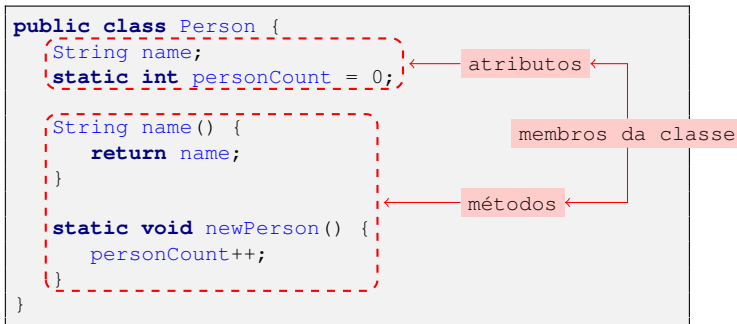 public class Person {
String name;
static int personCount = 0;
atributos
String name() {
membros da classe
return name;
}
métodos
static void newPerson() {
personCount++;
}
}